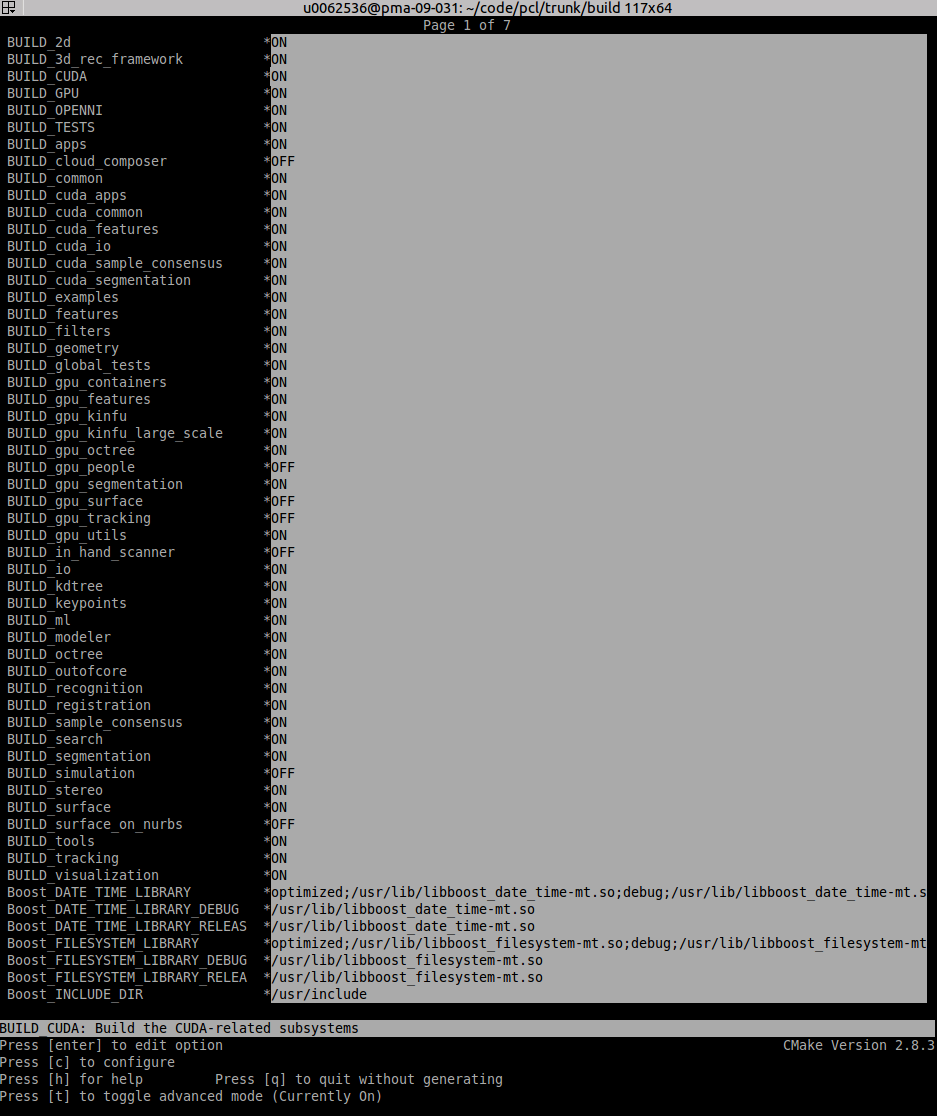 u0062536@pma-09-031: ~/code/pcl/trunk/build 117x64
Page 1 of 7
BUILD_2d *ON
BUILD_3d_rec_framework *ON
BUILD_CUDA *ON
BUILD_GPU *ON
BUILD_OPENNI *ON
BUILD_TESTS *ON
BUILD_apps *ON
BUILD_cloud_composer *OFF
BUILD_common *ON
BUILD_cuda_apps *ON
BUILD_cuda_common *ON
BUILD_cuda_features *ON
BUILD_cuda_io *ON
BUILD_cuda_sample_consensus *ON
BUILD_cuda_segmentation *ON
BUILD_examples *ON
BUILD_features *ON
BUILD_filters *ON
BUILD_geometry *ON
BUILD_global_tests *ON
BUILD_gpu_containers *ON
BUILD_gpu_features *ON
BUILD_gpu_kinfu *ON
BUILD_gpu_kinfu_large_scale *ON
BUILD_gpu_octree *ON
BUILD_gpu_people *OFF
BUILD_gpu_segmentation *ON
BUILD_gpu_surface *OFF
BUILD_gpu_tracking *OFF
BUILD_gpu_utils *ON
BUILD_in_hand_scanner *OFF
BUILD_io *ON
BUILD_kdtree *ON
BUILD_keypoints *ON
BUILD_ml *ON
BUILD_modeler *ON
BUILD_octree *ON
BUILD_outofcore *ON
BUILD_recognition *ON
BUILD_registration *ON
BUILD_sample_consensus *ON
BUILD_search *ON
BUILD_segmentation *ON
BUILD_simulation *OFF
BUILD_stereo *ON
BUILD_surface *ON
BUILD_surface_on_nurbs *OFF
BUILD_tools *ON
BUILD_tracking *ON
BUILD_visualization *ON
Boost_DATE_TIME_LIBRARY *optimized;/usr/lib/libboost_date_time-mt.so;debug;/usr/lib/libboost_date_time-mt.s
Boost_DATE_TIME_LIBRARY_DEBUG */usr/lib/libboost_date_time-mt.so
Boost_DATE_TIME_LIBRARY_RELEAS */usr/lib/libboost_date_time-mt.so
Boost_FILESYSTEM_LIBRARY *optimized;/usr/lib/libboost_filesystem-mt.so;debug;/usr/lib/libboost_filesystem-mt
Boost_FILESYSTEM_LIBRARY_DEBUG */usr/lib/libboost_filesystem-mt.so
Boost_FILESYSTEM_LIBRARY_RELEA */usr/lib/libboost_filesystem-mt.so
Boost_INCLUDE_DIR */usr/include
BUILD_CUDA: Build the CUDA-related subsystems
Press [enter] to edit option CMake Version 2.8.3
Press [c] to configure
Press [h] for help Press [q] to quit without generating
Press [t] to toggle advanced mode (Currently On)